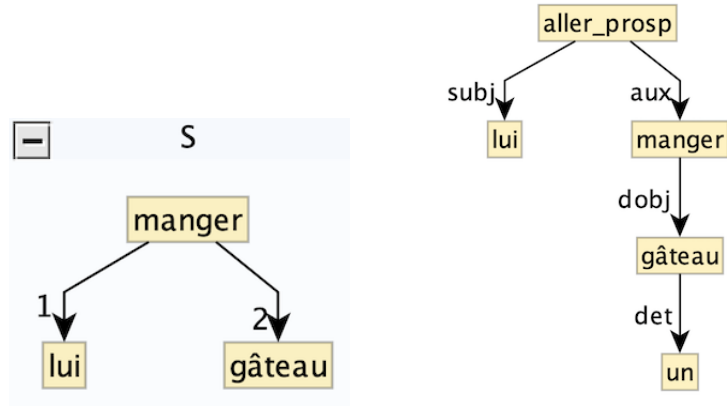 S
manger
1
2
lui
gâteau
aller_prosp
subj
aux
lui
manger
dobj
gâteau
det
un